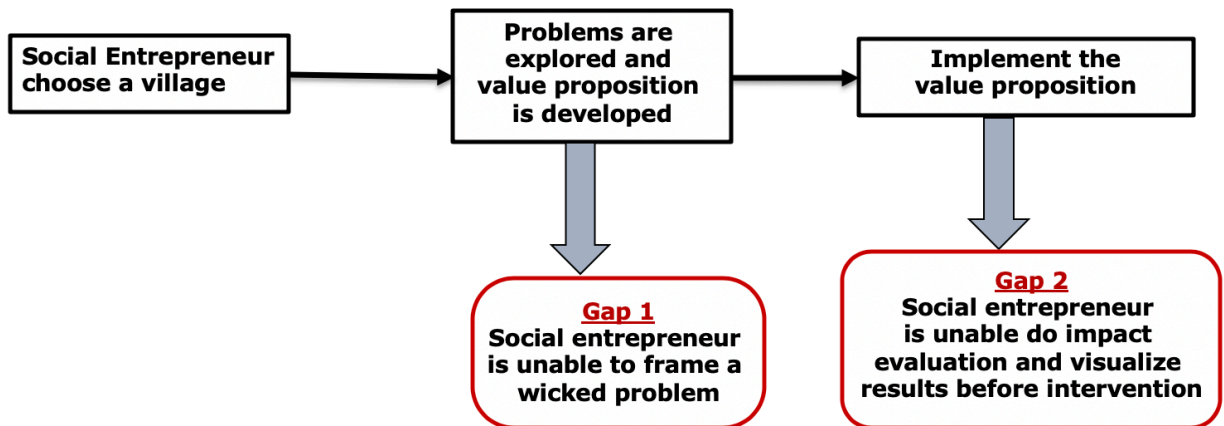 Social Entrepreneur
choose a village
Problems are
explored and
value proposition
is developed
Implement the
value proposition
Gap 1
Social entrepreneur
is unable to frame a
wicked problem
Gap 2
Social entrepreneur
is unable do impact
evaluation and visualize
results before intervention